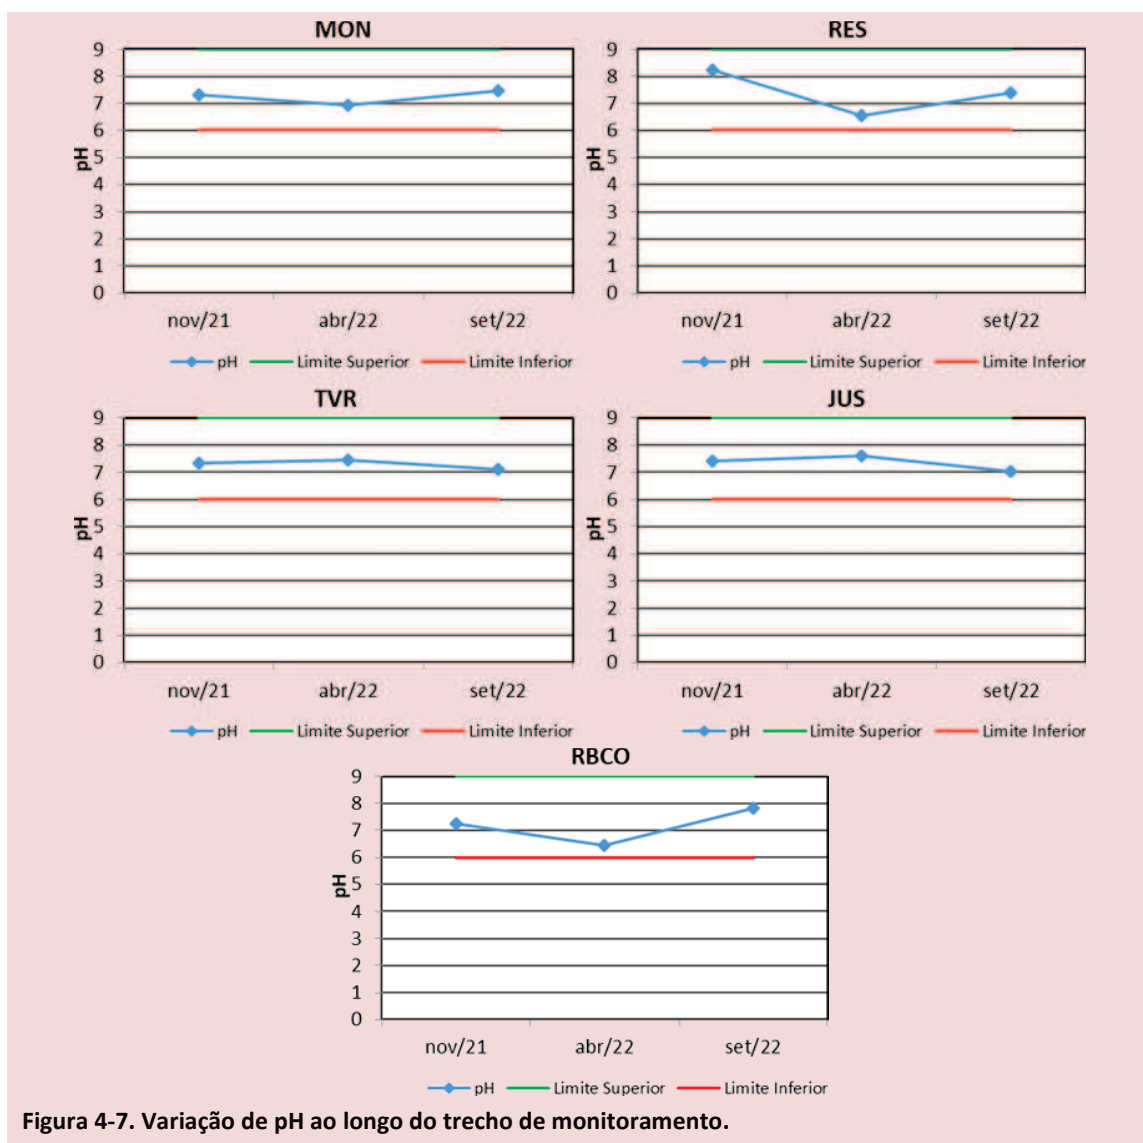 MON
9
8
7
6
5
4
3
2
1
0
pH
nov/21 abr/22 set/22
pH Limite Superior Limite Inferior
RES
9
8
7
6
5
4
3
2
1
0
pH
nov/21 abr/22 set/22
pH Limite Superior Limite Inferior
TVR
9
8
7
6
5
4
3
2
1
0
pH
nov/21 abr/22 set/22
pH Limite Superior Limite Inferior
JUS
9
8
7
6
5
4
3
2
1
0
pH
nov/21 abr/22 set/22
pH Limite Superior Limite Inferior
RBCO
9
8
7
6
5
4
3
2
1
0
pH
nov/21 abr/22 set/22
pH Limite Superior Limite Inferior
Figura 4-7. Variação de pH ao longo do trecho de monitoramento.